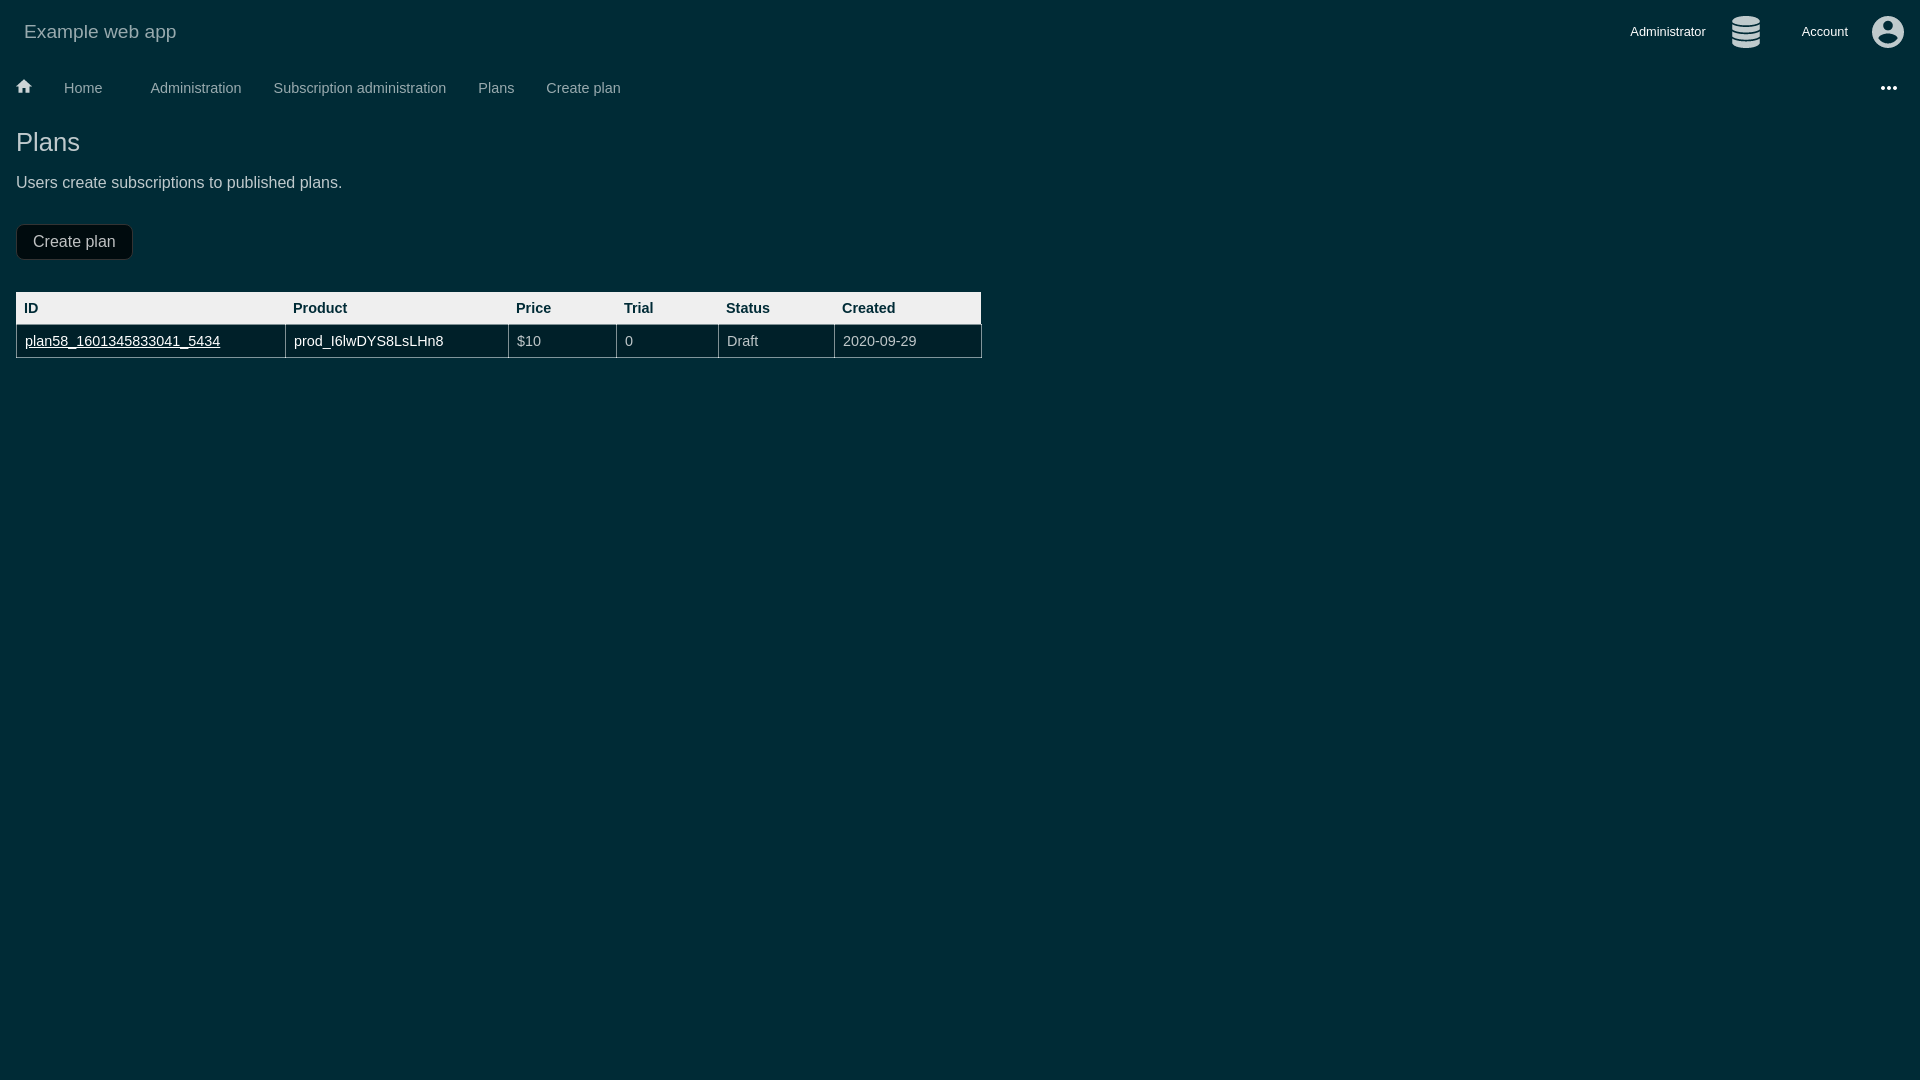 Example web app
Administrator
Account
Home
Administration
Subscription administration
Plans
Create plan
Plans
Users create subscriptions to published plans.
Create plan
ID Product Price Trial Status Created
plan58_1601345833041_5434 prod_I6lwDYS8LsLHn8 $10 0 Draft 2020-09-29